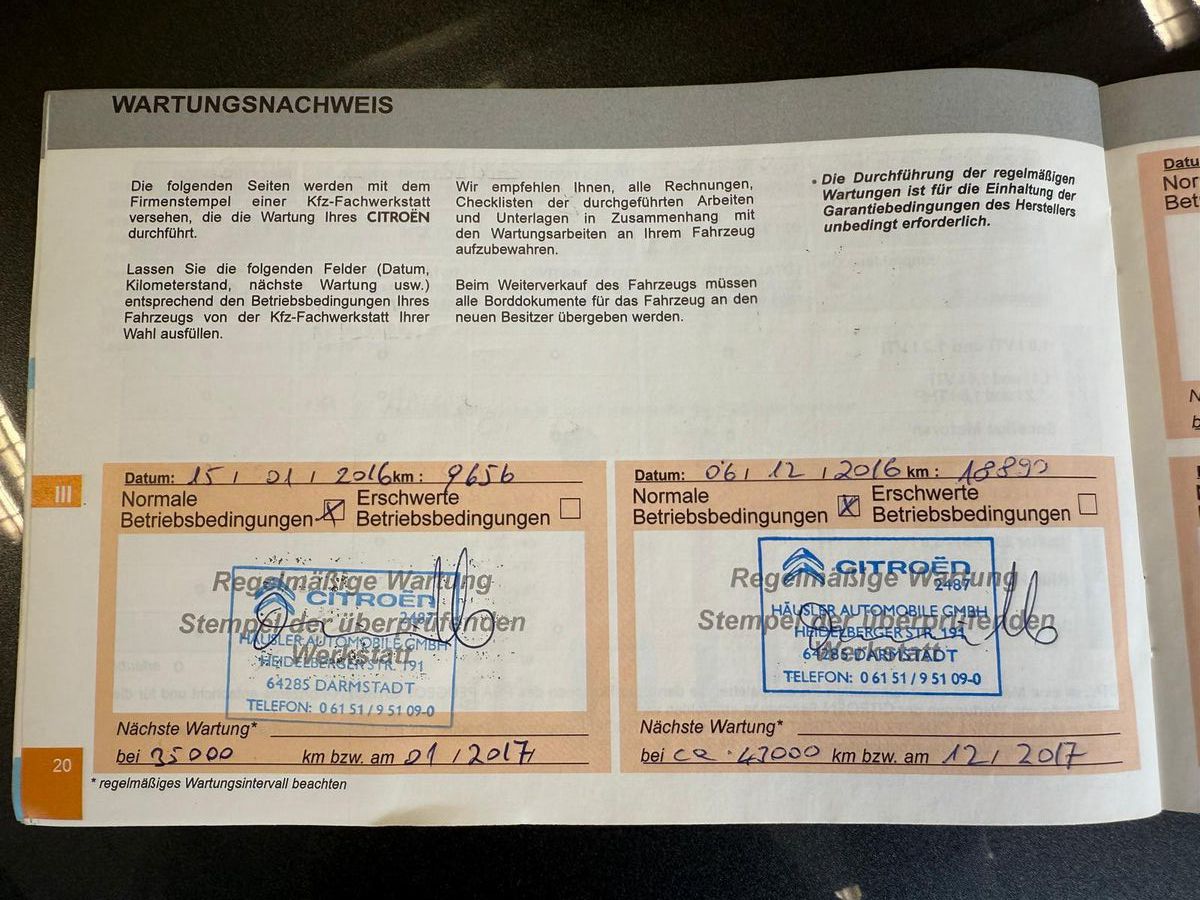 WARTUNGSNACHWEIS
Die folgenden Seiten werden mit dem
Firmenstempel einer Kfz-Fachwerkstatt
versehen, die die Wartung Ihres CITROËN
durchführt.
Lassen Sie die folgenden Felder (Datum,
Kilometerstand, nächste Wartung usw.)
entsprechend den Betriebsbedingungen Ihres
Fahrzeugs von der Kfz-Fachwerkstatt Ihrer
Wahl ausfüllen.
Wir empfehlen Ihnen, alle Rechnungen,
Checklisten der durchgeführten Arbeiten
und Unterlagen in Zusammenhang mit
den Wartungsarbeiten an Ihrem Fahrzeug
aufzubewahren.
Beim Weiterverkauf des Fahrzeugs müssen
alle Borddokumente für das Fahrzeug an den
neuen Besitzer übergeben werden.
Die Durchführung der regelmäßigen
Wartungen ist für die Einhaltung der
Garantiebedingungen des Herstellers
unbedingt erforderlich.
III
Datum: 15 / 01 / 2016 km : 9656
Normale
Betriebsbedingungen X
Erschwerte
Betriebsbedingungen
Regelmäßige Wartung
Stempel der überprüfenden
Werkstatt
CITROËN
2487
HÄUSLER AUTOMOBILE GMBH
HEIDELBERGER STR. 191
64285 DARMSTADT
TELEFON: 0 61 51 / 9 51 09-0
Nächste Wartung*
bei 35000 km bzw. am 01 / 2017
Datum: 06 / 12 / 2016 km : 18890
Normale
Betriebsbedingungen X
Erschwerte
Betriebsbedingungen
Regelmäßige Wartung
Stempel der überprüfenden
Werkstatt
CITROËN
2487
HÄUSLER AUTOMOBILE GMBH
HEIDELBERGER STR. 191
64285 DARMSTADT
TELEFON: 0 61 51 / 9 51 09-0
Nächste Wartung*
bei ca. 43000 km bzw. am 12 / 2017
* regelmäßiges Wartungsintervall beachten
20